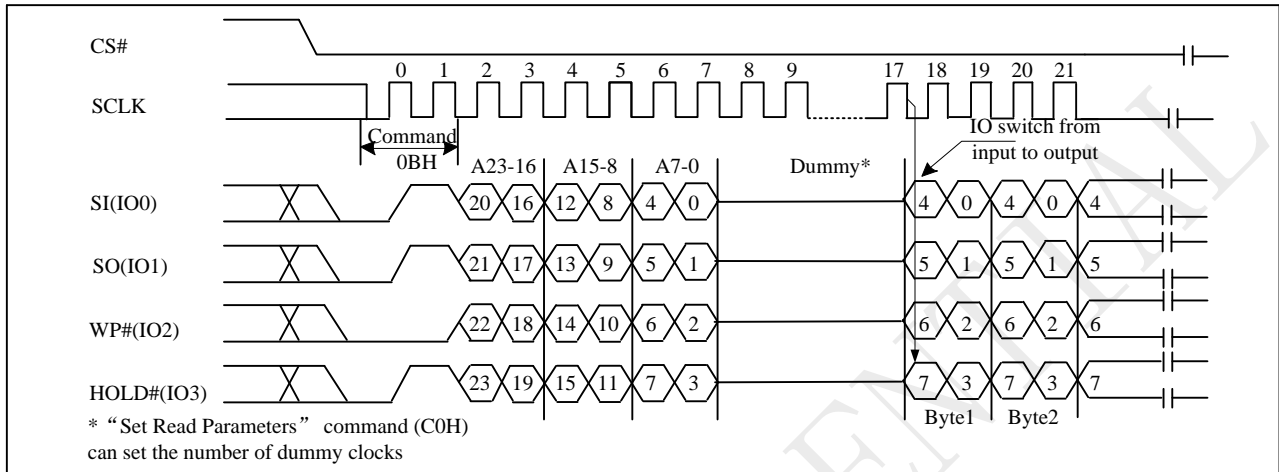 CS#
0 1 2 3 4 5 6 7 8 9 17 18 19 20 21
SCLK
Command
0BH
IO switch from
input to output
A23-16 A15-8 A7-0 Dummy*
SI(IO0) 20 16 12 8 4 0 4 0 4 0 4
SO(IO1) 21 17 13 9 5 1 5 1 5 1 5
WP#(IO2) 22 18 14 10 6 2 6 2 6 2 6
HOLD#(IO3) 23 19 15 11 7 3 7 3 7 3 7
Byte1 Byte2
* “Set Read Parameters” command (C0H)
can set the number of dummy clocks
ENTIAL